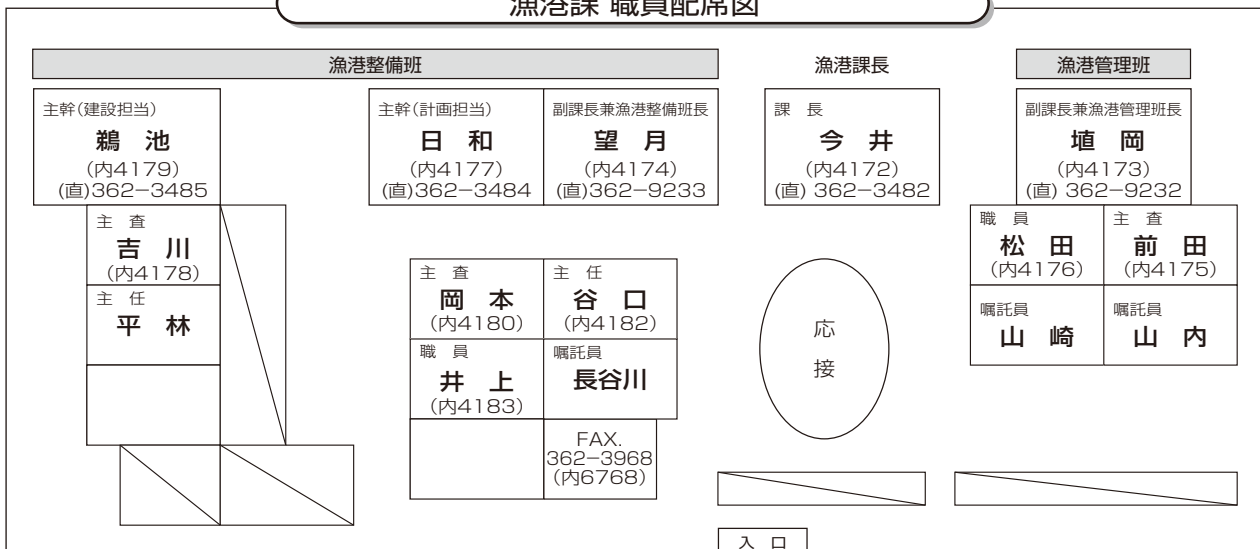 漁港課 職員配席図
漁港整備班
漁港課長
漁港管理班
主幹(建設担当)
鵜 池
(内4179)
(直)362−3485
主幹(計画担当)
日 和
(内4177)
(直)362−3484
副課長兼漁港整備班長
望 月
(内4174)
(直)362−9233
課 長
今 井
(内4172)
(直) 362−3482
副課長兼漁港管理班長
埴 岡
(内4173)
(直) 362−9232
主 査
吉 川
(内4178)
主 任
平 林
主 査
岡 本
(内4180)
主 任
谷 口
(内4182)
職 員
井 上
(内4183)
嘱託員
長谷川
FAX.
362−3968
(内6768)
応
接
職 員
松 田
(内4176)
主 査
前 田
(内4175)
嘱託員
山 崎
嘱託員
山 内
入 口